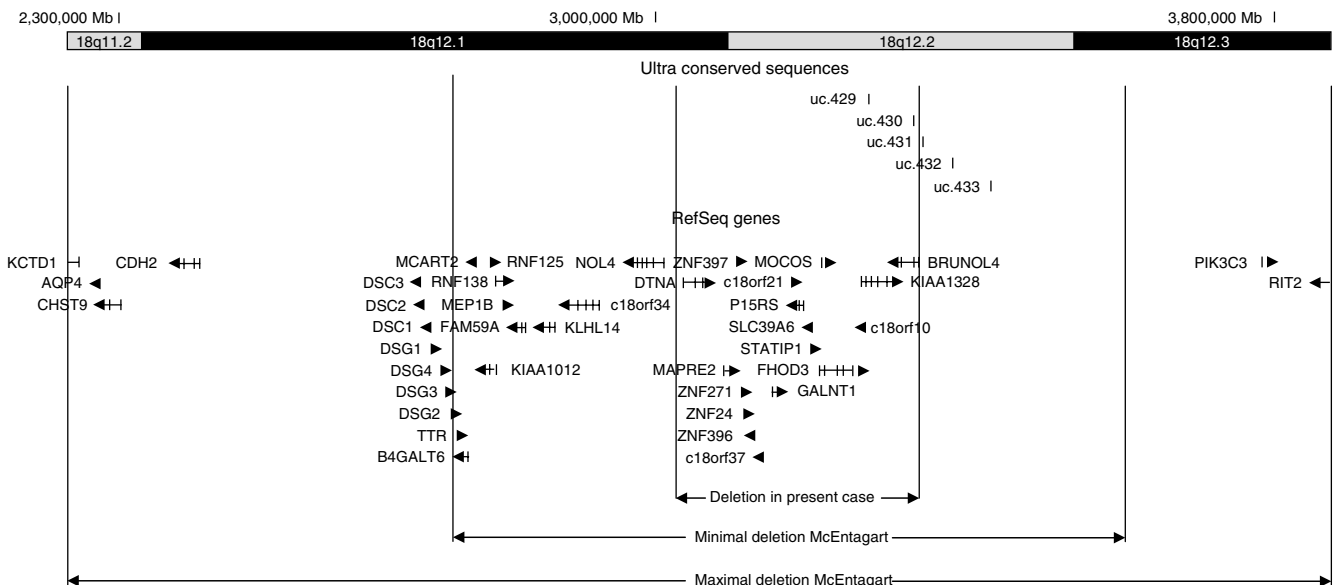 2,300,000 Mb 3,000,000 Mb 3,800,000 Mb
18q11.2 18q12.1 18q12.2 18q12.3
Ultra conserved sequences
uc.429
uc.430
uc.431
uc.432
uc.433
RefSeq genes
KCTD1 CDH2 MCART2 RNF125 NOL4 ZNF397 MOCOS BRUNOL4 PIK3C3
AQP4 DSC3 RNF138 DTNA c18orf21 KIAA1328 RIT2
CHST9 DSC2 MEP1B c18orf34 P15RS
DSC1 FAM59A KLHL14 SLC39A6 c18orf10
DSG1 STATIP1
DSG4 KIAA1012 MAPRE2 FHOD3
DSG3 ZNF271 GALNT1
DSG2 ZNF24
TTR ZNF396
B4GALT6 c18orf37
Deletion in present case
Minimal deletion McEntagart
Maximal deletion McEntagart